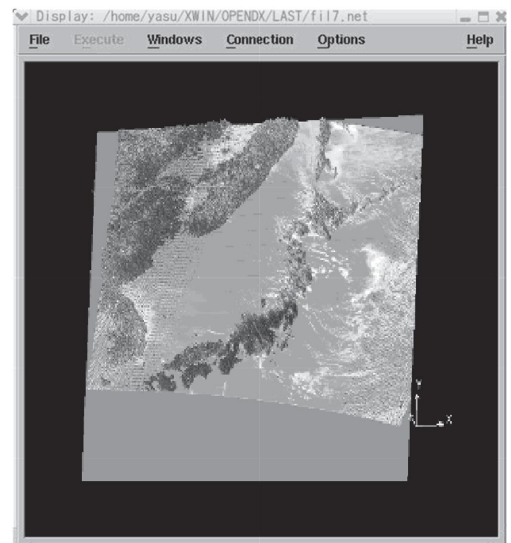 Display: /home/yasu/XWIN/OPENDX/LAST/fil7.net
File Execute Windows Connection Options Help
Y
X